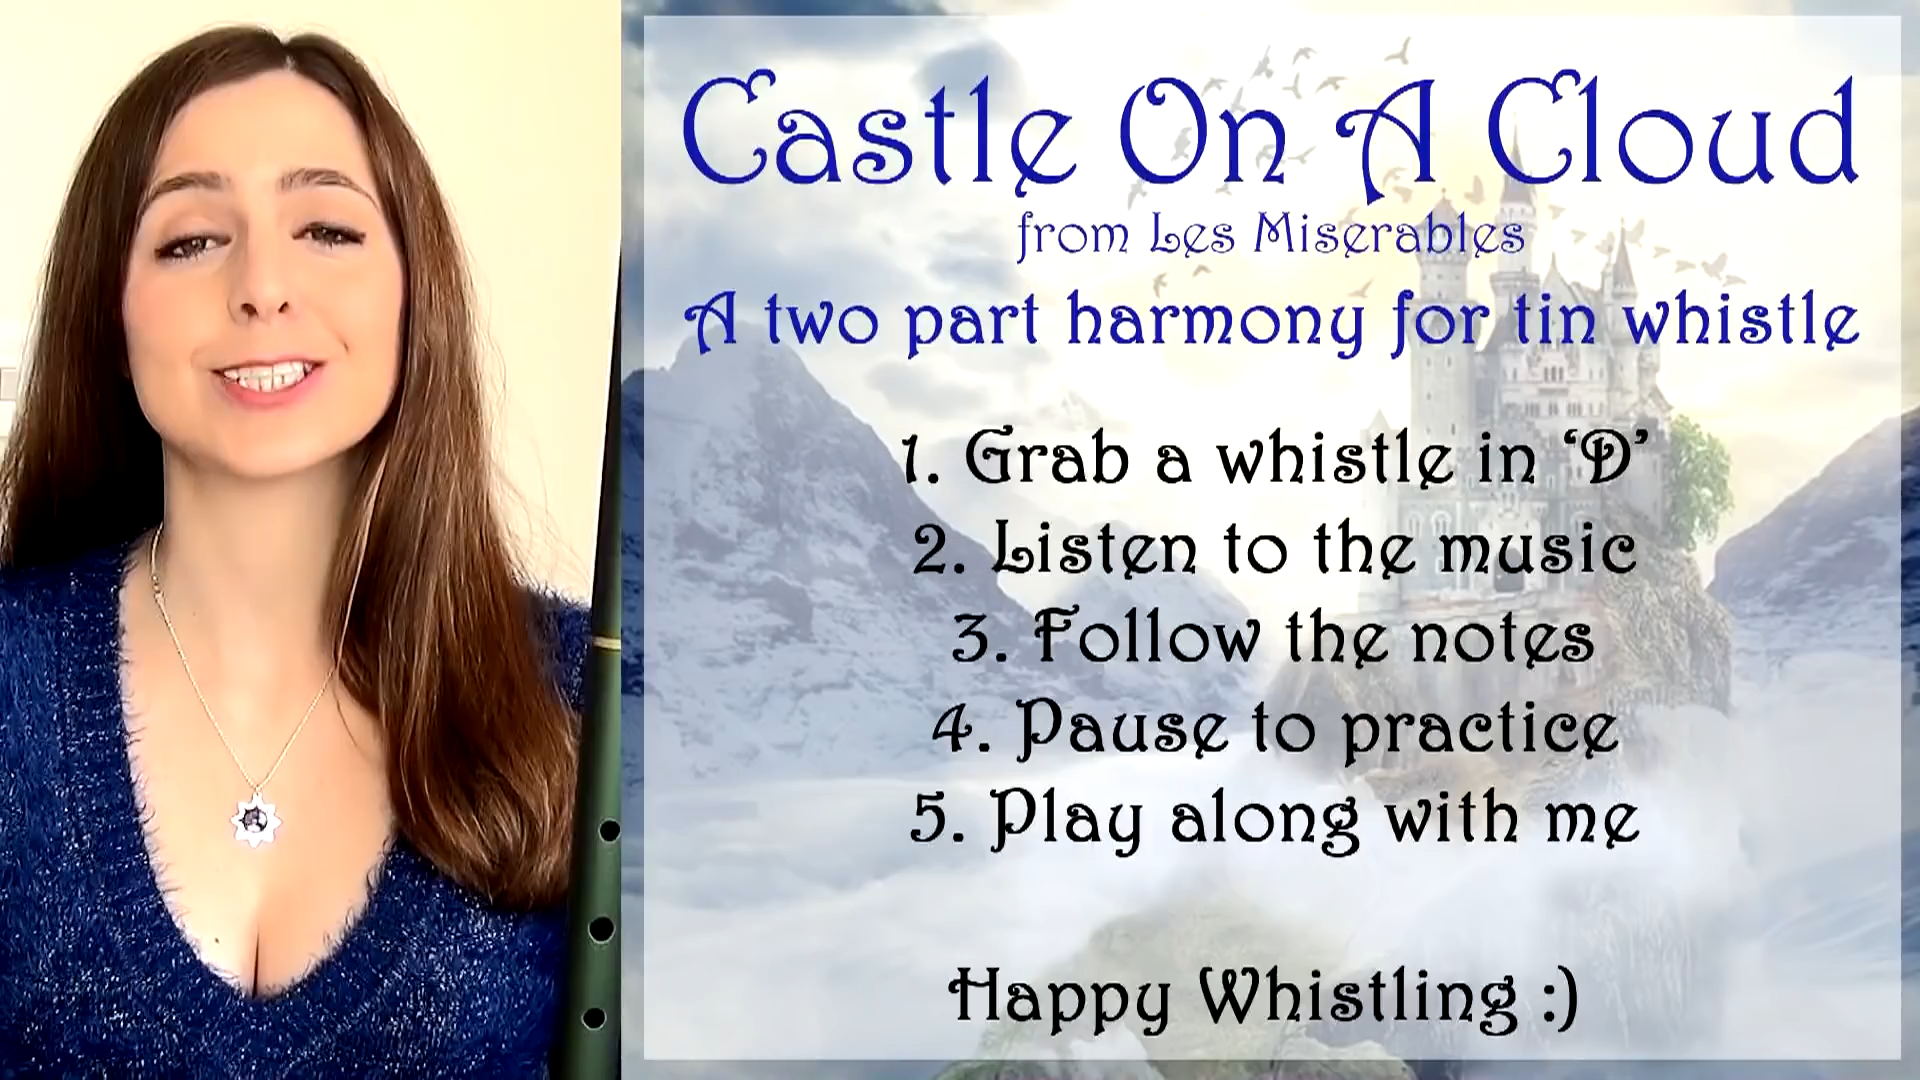 Castle On A Cloud
from Les Miserables
A two part harmony for tin whistle
1. Grab a whistle in ‘D’
2. Listen to the music
3. Follow the notes
4. Pause to practice
5. Play along with me
Happy Whistling :)